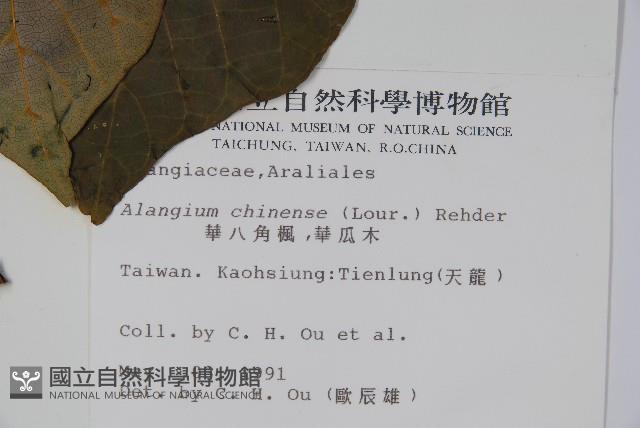 立自然科學博物館
NATIONAL MUSEUM OF NATURAL SCIENCE
TAICHUNG, TAIWAN, R.O.CHINA
angiaceae,Araliales
Alangium chinense (Lour.) Rehder
華八角楓,華瓜木
Taiwan. Kaohsiung:Tienlung(天龍)
Coll. by C. H. Ou et al.
991
Det. by C. H. Ou (歐辰雄)
國立自然科學博物館
NATIONAL MUSEUM OF NATURAL SCIENCE